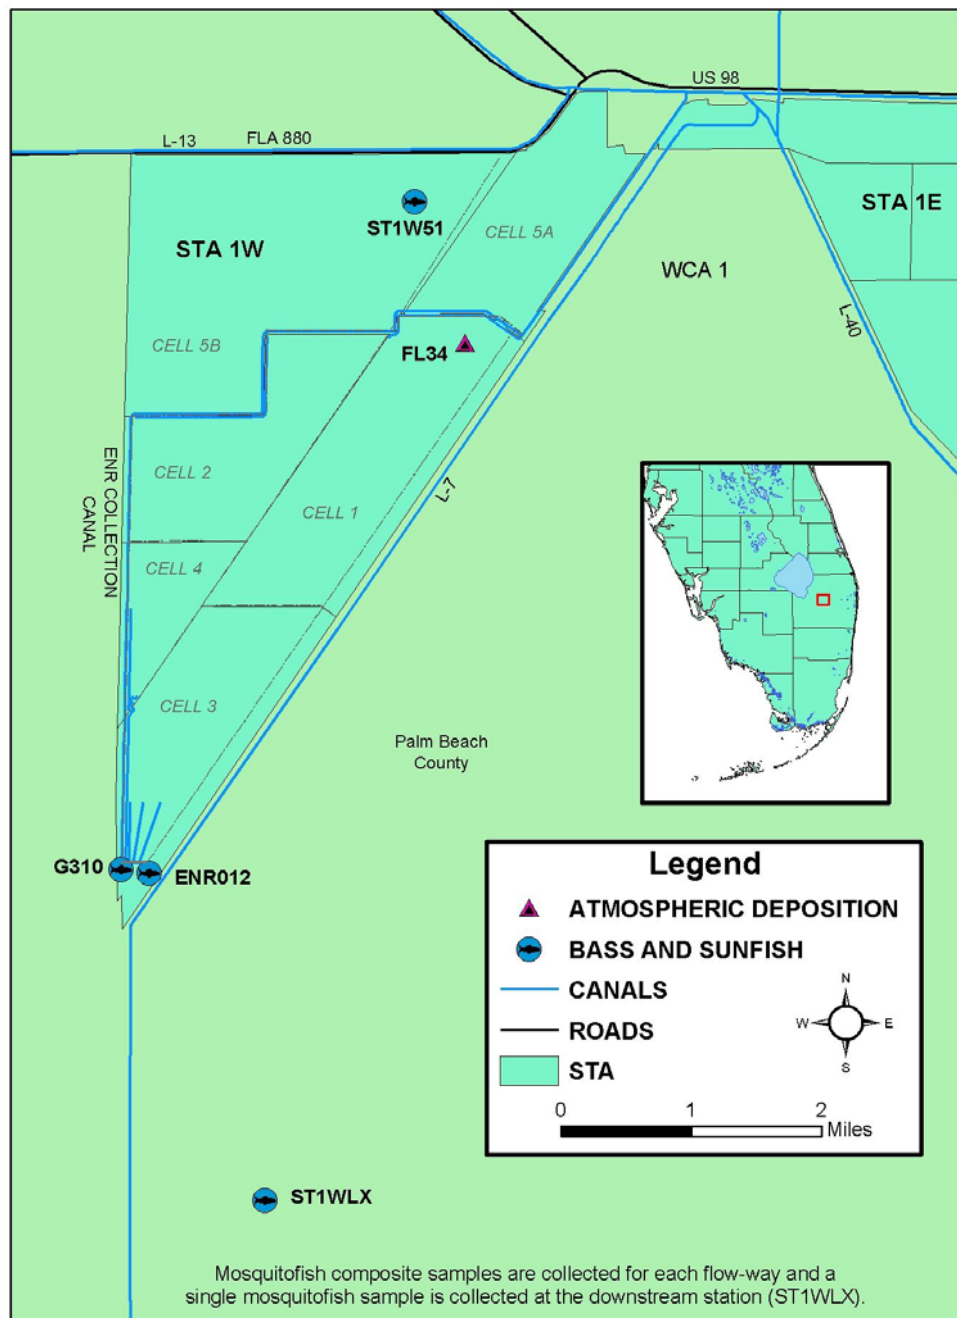 US 98
L-13
FLA 880
ST1W51
CELL 5A
STA 1E
STA 1W
WCA 1
L-40
CELL 5B
FL34
ENR COLLECTION
CANAL
CELL 2
L-7
CELL 1
CELL 4
CELL 3
Palm Beach
County
G310
ENR012
Legend
ATMOSPHERIC DEPOSITION
BASS AND SUNFISH
CANALS
ROADS
STA
N
W
E
S
0 1 2
Miles
ST1WLX
Mosquitofish composite samples are collected for each flow-way and a
single mosquitofish sample is collected at the downstream station (ST1WLX).